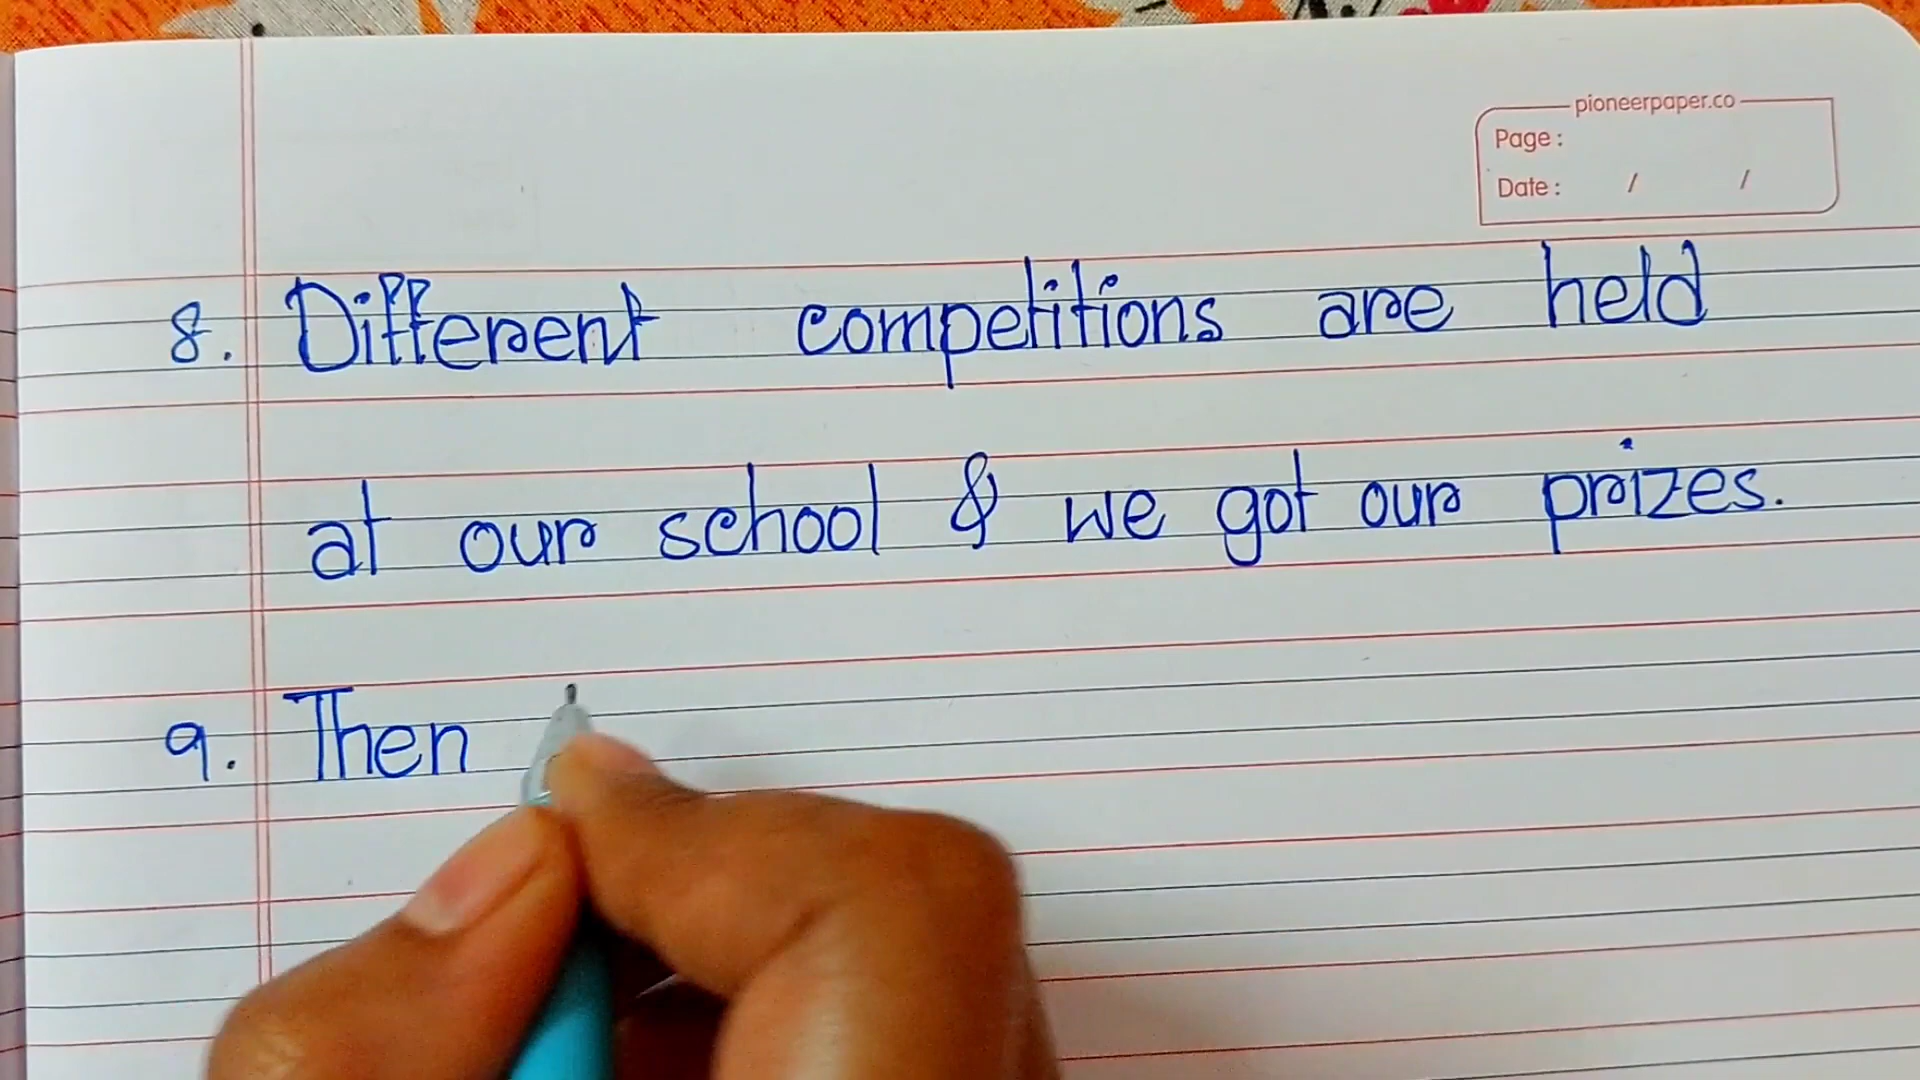 pioneerpaper.co
Page :
Date : / /
8. Different competitions are held
at our school & we got our prizes.
9. Then